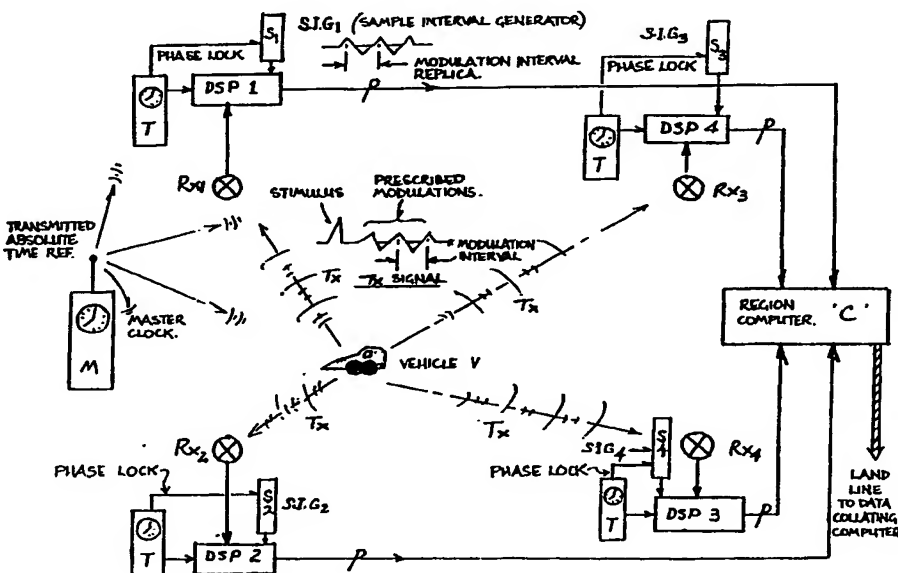 S.I.G1 (SAMPLE INTERVAL GENERATOR)
S1
PHASE LOCK
MODULATION INTERVAL
REPLICA.
DSP 1
P
T
Rx1
S.I.G3
S3
PHASE LOCK
DSP 4
P
T
Rx3
STIMULUS
PRESCRIBED
MODULATIONS.
MODULATION
INTERVAL
Tx SIGNAL
Tx
Tx
TRANSMITTED
ABSOLUTE
TIME REF.
MASTER
CLOCK.
M
VEHICLE V
REGION
COMPUTER. 'C'
Tx
Tx
Rx2
PHASE LOCK
S2
S.I.G2
T
DSP 2
P
SIG4
S4
Rx4
PHASE LOCK
T
DSP 3
P
LAND
LINE
TO DATA
COLLATING
COMPUTER